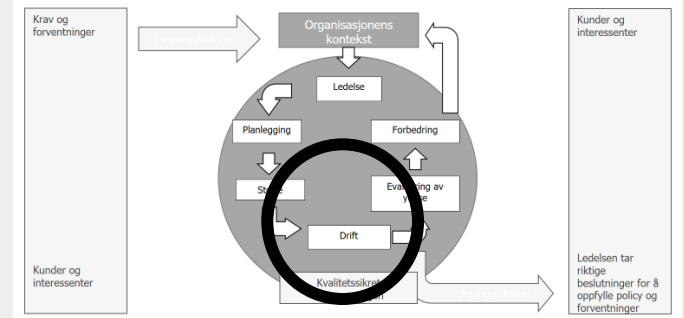 Krav og
forventninger
Kunder og
interessenter
Organisasjonens
kontekst
Ledelse
Planlegging
Forbedring
Drift
Kvalitetssikret
Kunder og
interessenter
Ledelsen tar
riktige
beslutninger for å
oppfylle policy og
forventninger